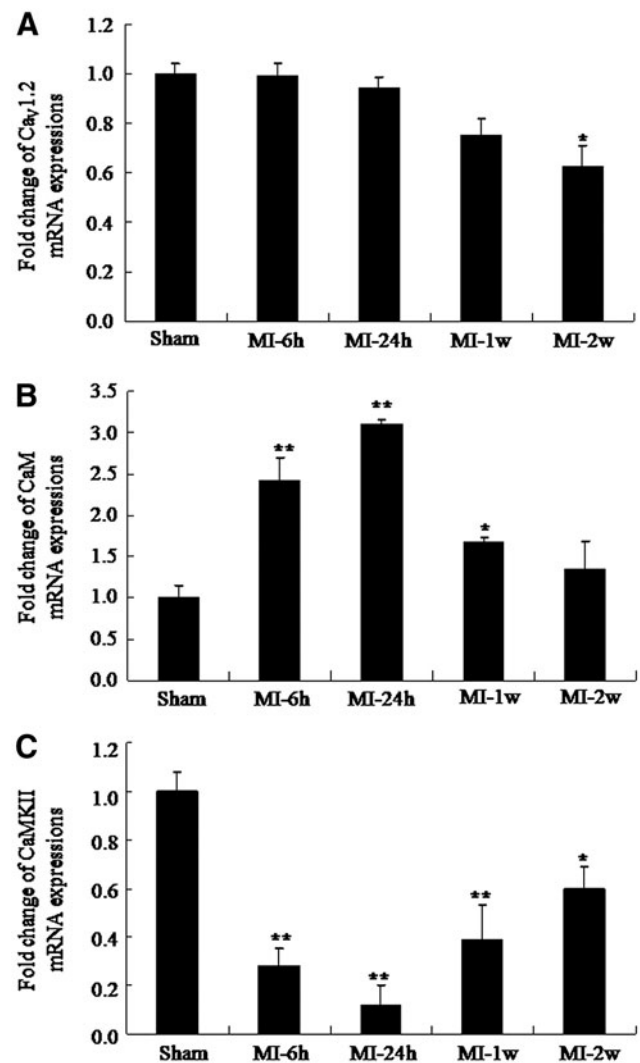 A
Fold change of Cav1.2
mRNA expressions
1.2
1.0
0.8
0.6
0.4
0.2
0.0
*
Sham MI-6h MI-24h MI-1w MI-2w
B
Fold change of CaM
mRNA expressions
3.5
3.0
2.5
2.0
1.5
1.0
0.5
0.0
** ** *
Sham MI-6h MI-24h MI-1w MI-2w
C
Fold change of CaMKII
mRNA expressions
1.2
1.0
0.8
0.6
0.4
0.2
0.0
** ** ** *
Sham MI-6h MI-24h MI-1w MI-2w